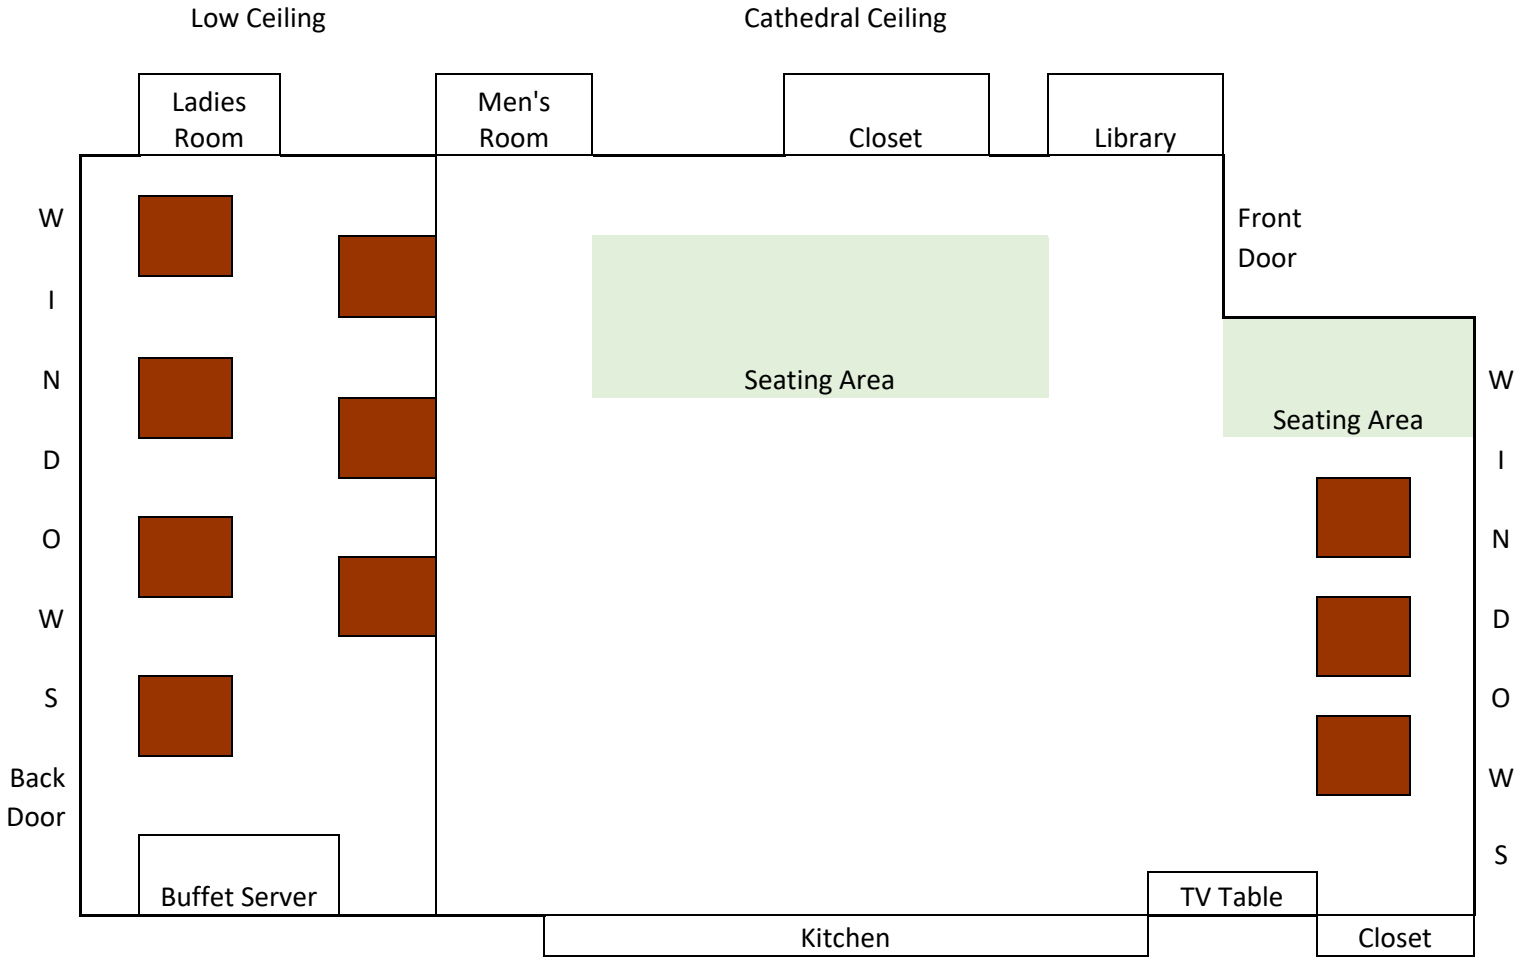 Low Ceiling
Cathedral Ceiling
Ladies
Room
Men's
Room
Closet
Library
W
I
N
D
O
W
S
Back
Door
Front
Door
Seating Area
Seating Area
W
I
N
D
O
W
S
Buffet Server
TV Table
Kitchen
Closet